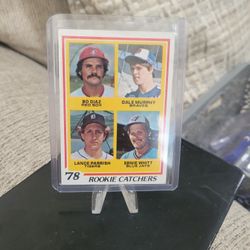 BO DIAZ
RED SOX
DALE MURPHY
BRAVES
LANCE PARRISH
TIGERS
ERNIE WHITT
BLUE JAYS
'78 ROOKIE CATCHERS